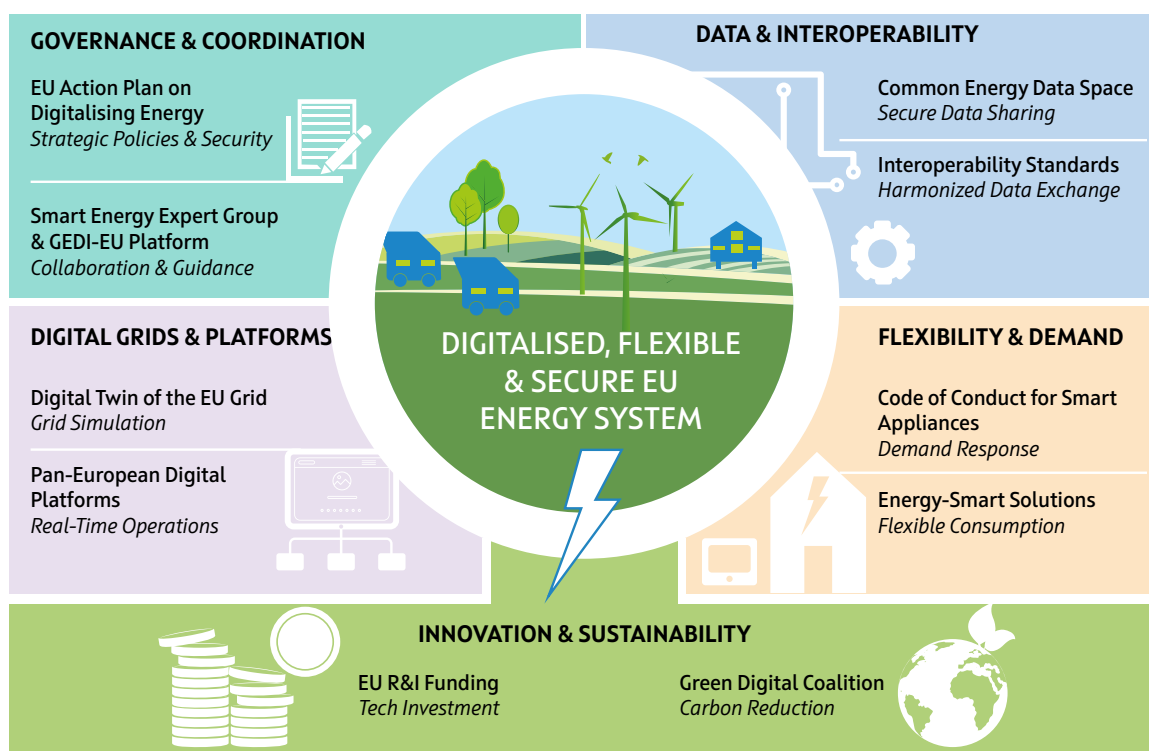 GOVERNANCE & COORDINATION
EU Action Plan on
Digitalising Energy
Strategic Policies & Security
Smart Energy Expert Group
& GEDI-EU Platform
Collaboration & Guidance
DATA & INTEROPERABILITY
Common Energy Data Space
Secure Data Sharing
Interoperability Standards
Harmonized Data Exchange
DIGITALISED, FLEXIBLE
& SECURE EU
ENERGY SYSTEM
DIGITAL GRIDS & PLATFORMS
Digital Twin of the EU Grid
Grid Simulation
Pan-European Digital
Platforms
Real-Time Operations
FLEXIBILITY & DEMAND
Code of Conduct for Smart
Appliances
Demand Response
Energy-Smart Solutions
Flexible Consumption
INNOVATION & SUSTAINABILITY
EU R&I Funding
Tech Investment
Green Digital Coalition
Carbon Reduction